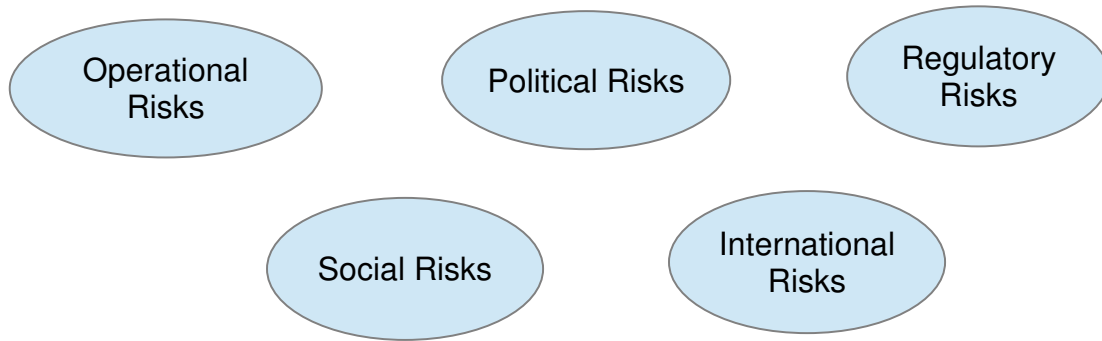 Operational
Risks
Political Risks
Regulatory
Risks
Social Risks
International
Risks